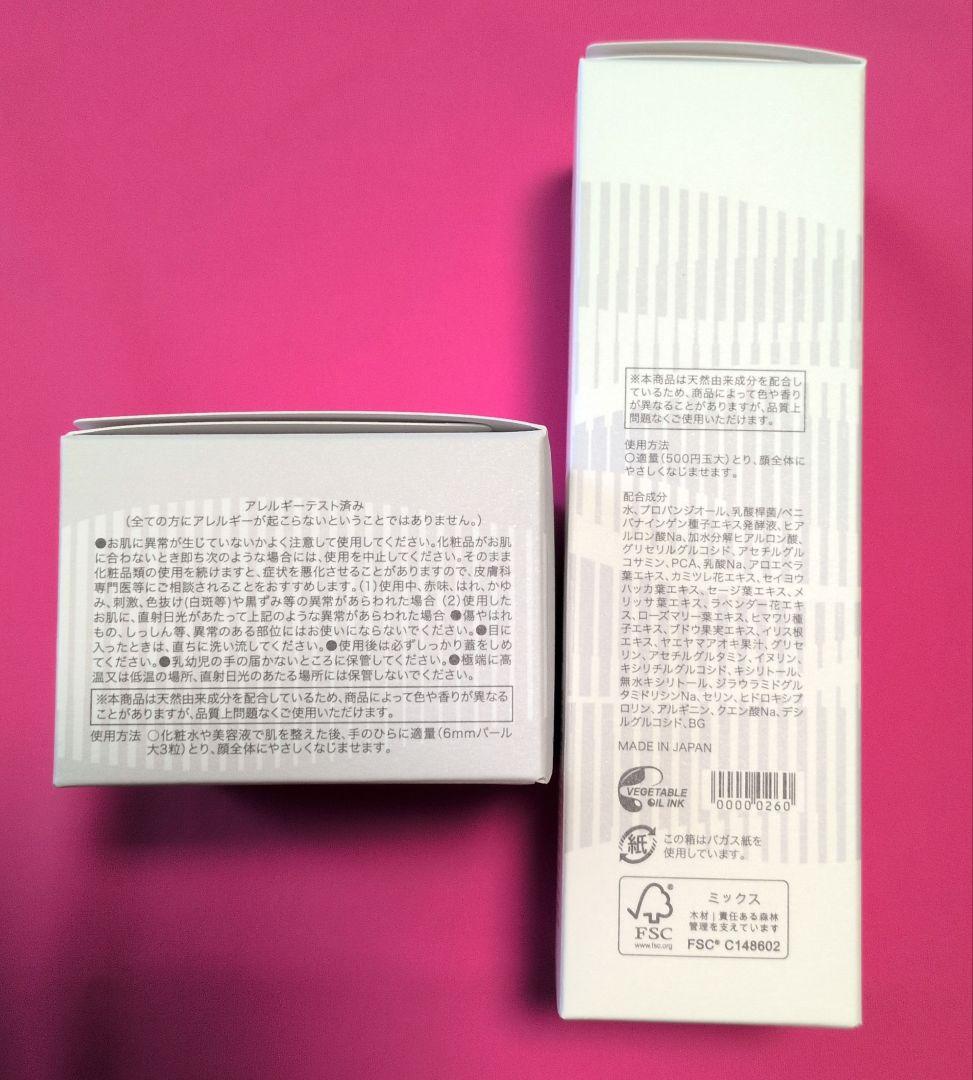 アレルギーテスト済み
(全ての方にアレルギーが起こらないということではありません。)
●お肌に異常が生じていないかよく注意して使用してください。化粧品がお肌
に合わないとき即ち次のような場合には、使用を中止してください。そのまま
化粧品類の使用を続けますと、症状を悪化させることがありますので、皮膚科
専門医等にご相談されることをおすすめします。(1)使用中、赤味、はれ、かゆ
み、刺激、色抜け(白斑等)や黒ずみ等の異常があらわれた場合 (2)使用した
お肌に、直射日光があたって上記のような異常があらわれた場合 ●傷やはれ
もの、しっしん等、異常のある部位にはお使いにならないでください。●目に
入ったときは、直ちに洗い流してください。●使用後は必ずしっかり蓋をしめ
てください。●乳幼児の手の届かないところに保管してください。●極端に高
温又は低温の場所、直射日光のあたる場所には保管しないでください。
※本商品は天然由来成分を配合しているため、商品によって色や香りが異なる
ことがありますが、品質上問題なくご使用いただけます。
使用方法 ○化粧水や美容液で肌を整えた後、手のひらに適量(6mmパール
大3粒)とり、顔全体にやさしくなじませます。
※本商品は天然由来成分を配合し
ているため、商品によって色や香り
が異なることがありますが、品質上
問題なくご使用いただけます。
使用方法
○適量(500円玉大)とり、顔全体に
やさしくなじませます。
配合成分
水、プロパンジオール、乳酸桿菌/ベニ
バナインゲン種子エキス発酵液、ヒア
ルロン酸Na、加水分解ヒアルロン酸、
グリセリルグルコシド、アセチルグル
コサミン、PCA、乳酸Na、アロエベラ
葉エキス、カミツレ花エキス、セイヨウ
ハッカ葉エキス、セージ葉エキス、メ
リッサ葉エキス、ラベンダー花エキ
ス、ローズマリー葉エキス、ヒマワリ種
子エキス、ブドウ果実エキス、イリス根
エキス、ヤエヤマアオキ果汁、グリセ
リン、アセチルグルタミン、イヌリン、
キシリチルグルコシド、キシリトール、
無水キシリトール、ジラウラミドグル
タミドリシンNa、セリン、ヒドロキシプ
ロリン、アルギニン、クエン酸Na、デシ
ルグルコシド、BG
MADE IN JAPAN
VEGETABLE
OIL INK
0000 0260
紙
この箱はバガス紙を
使用しています。
FSC
www.fsc.org
ミックス
木材|責任ある森林
管理を支えています
FSC® C148602